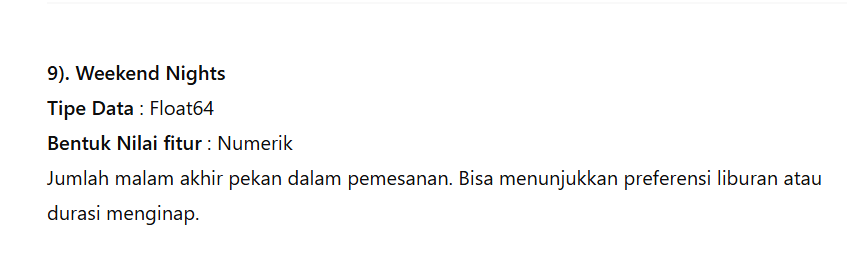 9). Weekend Nights
Tipe Data : Float64
Bentuk Nilai fitur : Numerik
Jumlah malam akhir pekan dalam pemesanan. Bisa menunjukkan preferensi liburan atau
durasi menginap.